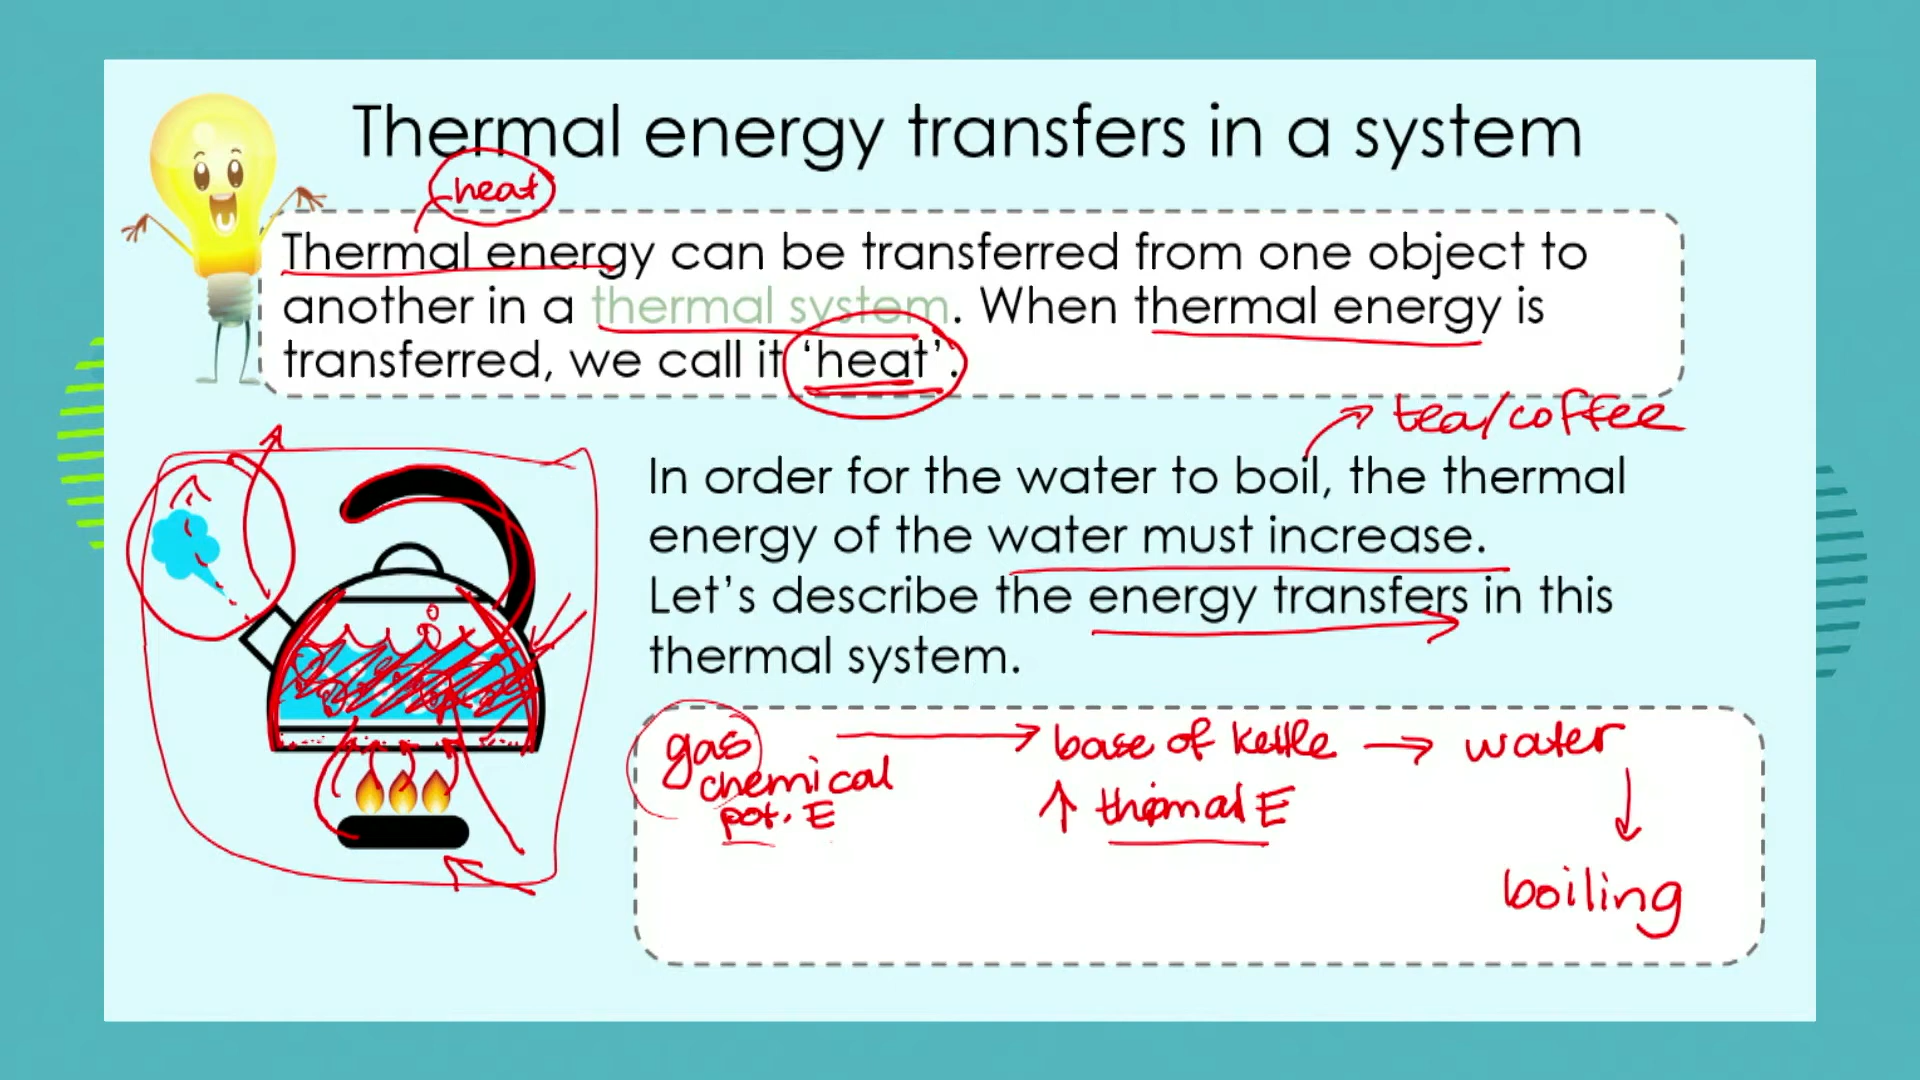 Thermal energy transfers in a system
heat
Thermal energy can be transferred from one object to
another in a thermal system. When thermal energy is
transferred, we call it ‘heat’.
tea/coffee
In order for the water to boil, the thermal
energy of the water must increase.
Let’s describe the energy transfers in this
thermal system.
gas → base of kettle → water
chemical
pot. E
↑ thermal E
↓
boiling